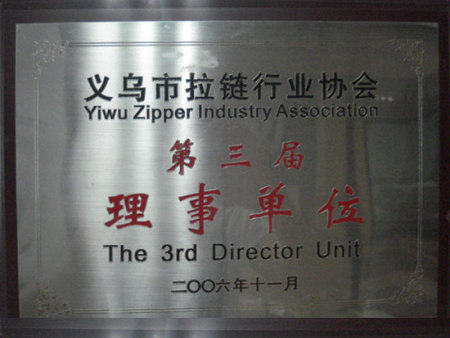 义乌市拉链行业协会
Yiwu Zipper Industry Association
第三届
理事单位
The 3rd Director Unit
二〇〇六年十一月